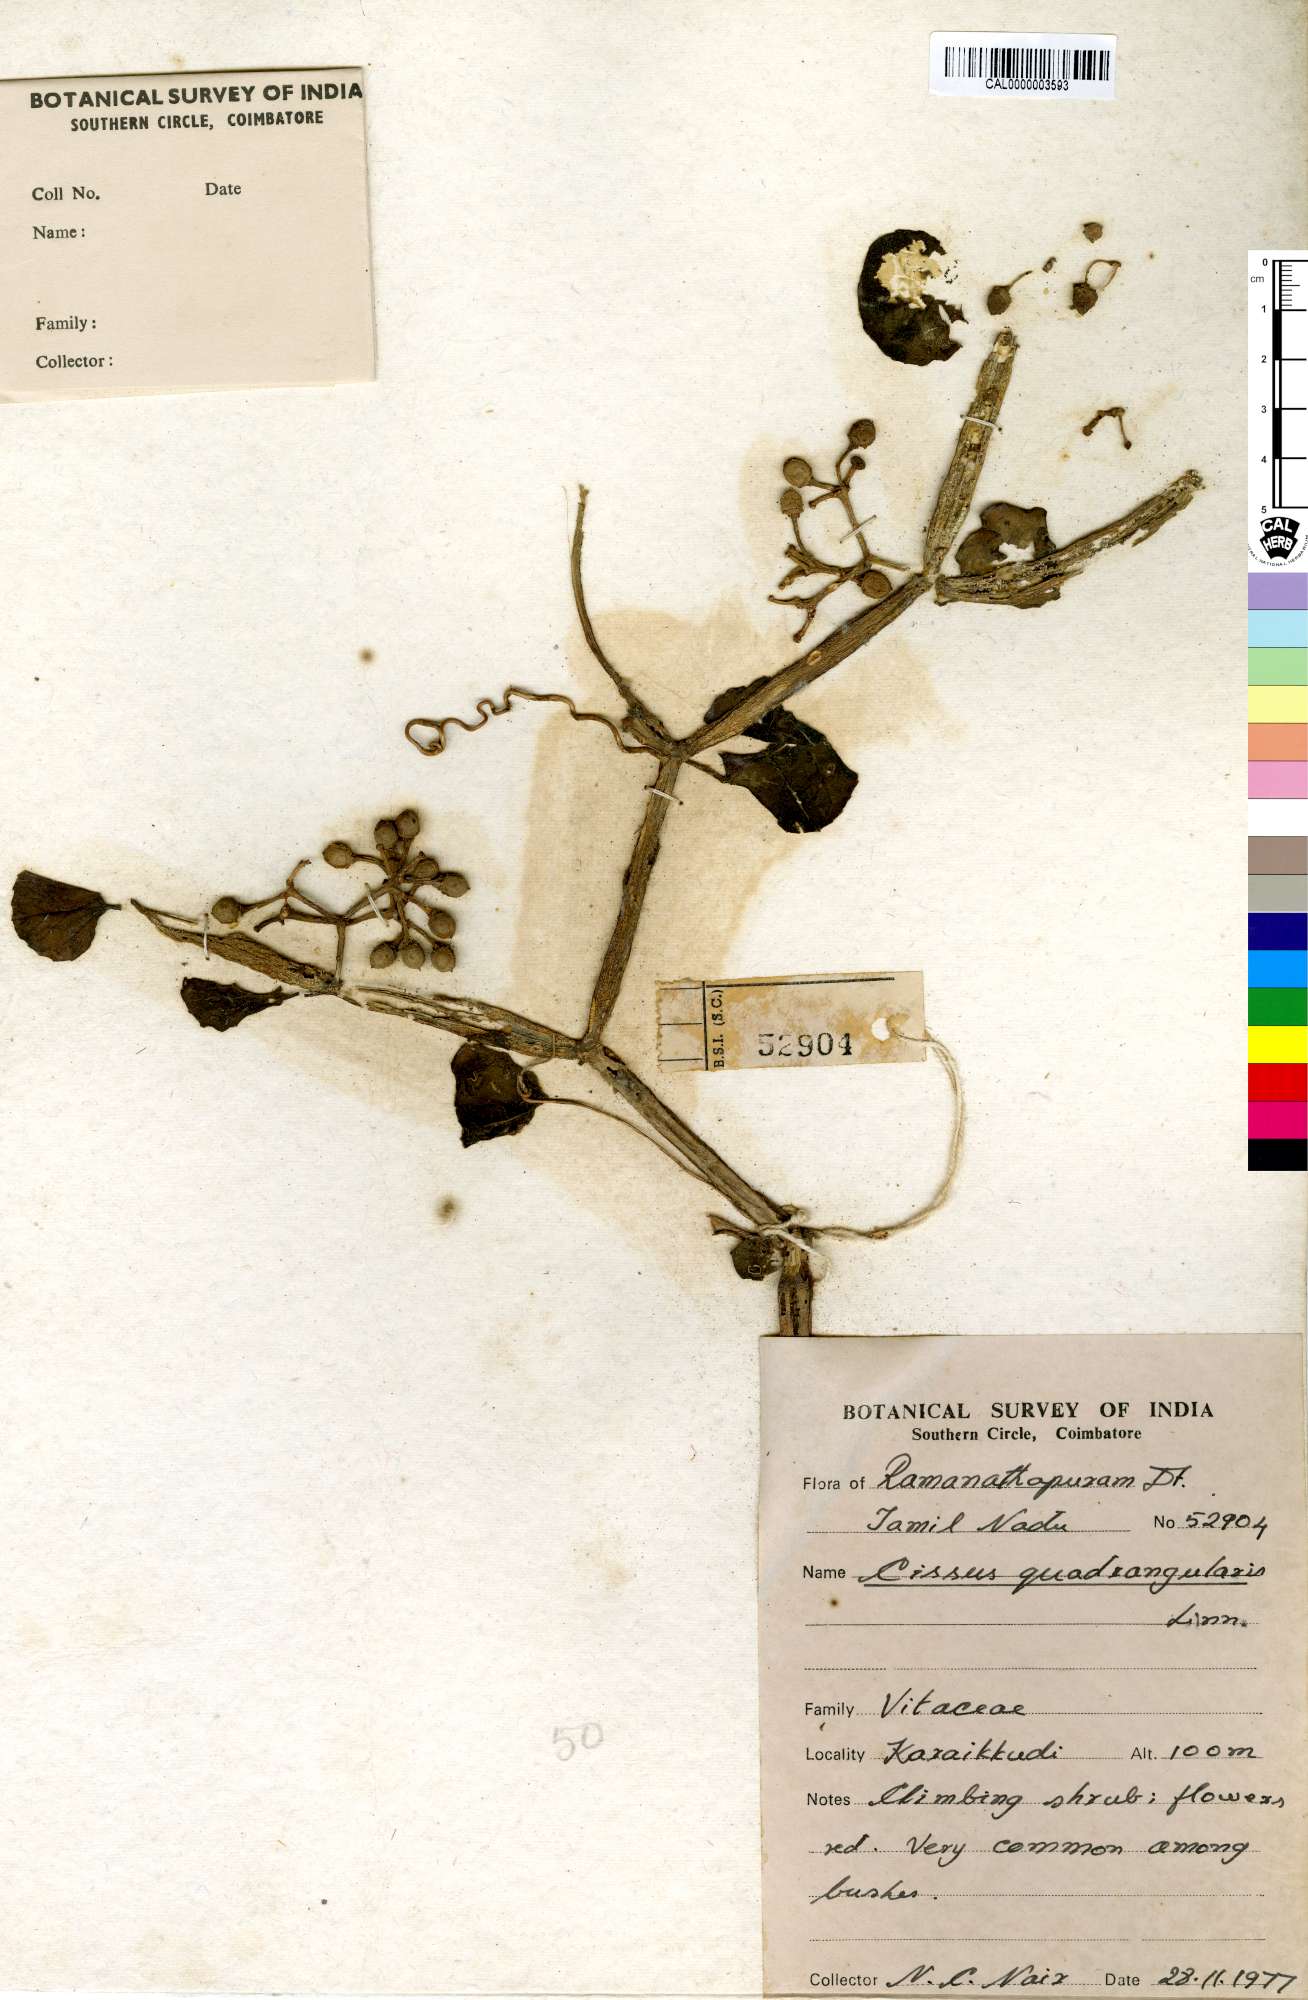 CAL0000003593
BOTANICAL SURVEY OF INDIA
SOUTHERN CIRCLE, COIMBATORE
Coll No. Date
Name:
Family:
Collector:
0
cm
1
2
3
4
5
CAL
HERB
B.S.I. (S.C.)
52904
50
BOTANICAL SURVEY OF INDIA
Southern Circle, Coimbatore
Flora of Ramanathapuram Dt.
Tamil Nadu No 52904
Name Cissus quadrangularis
Linn.
Family Vitaceae
Locality Karaikkudi Alt. 100m
Notes Climbing shrub; flowers
red. Very common among
bushes.
Collector N. C. Nair Date 28.11.1977